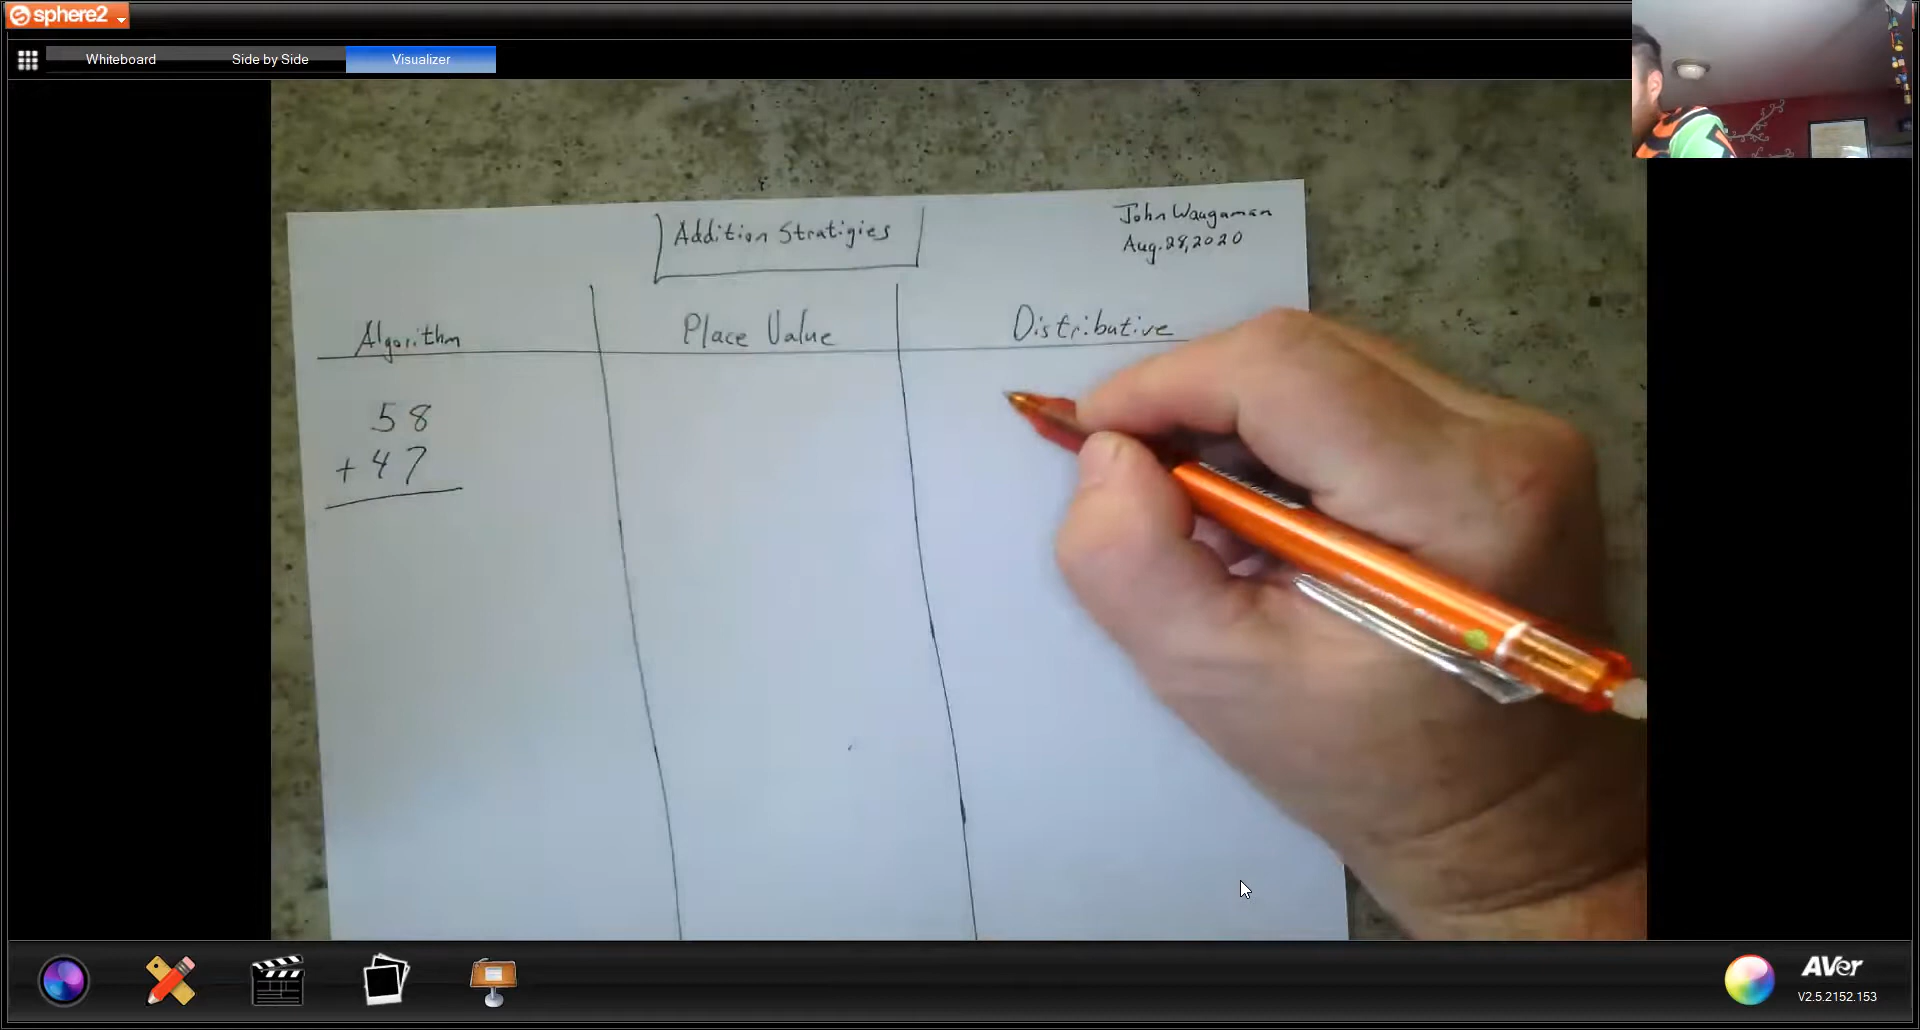 sphere2
Whiteboard
Side by Side
Visualizer
Addition Stratigies
John Waugaman
Aug. 28, 2020
Algorithm
Place Value
Distributive
58
+ 47
AVer
V2.5.2152.153